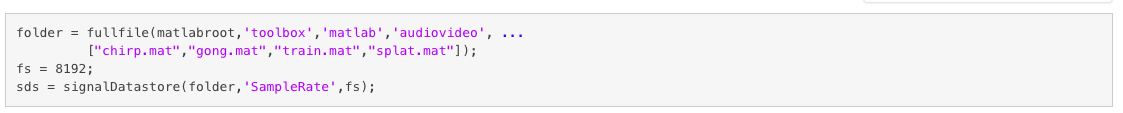 folder = fullfile(matlabroot,'toolbox','matlab','audiovideo', ...
["chirp.mat","gong.mat","train.mat","splat.mat"]);
fs = 8192;
sds = signalDatastore(folder,'SampleRate',fs);